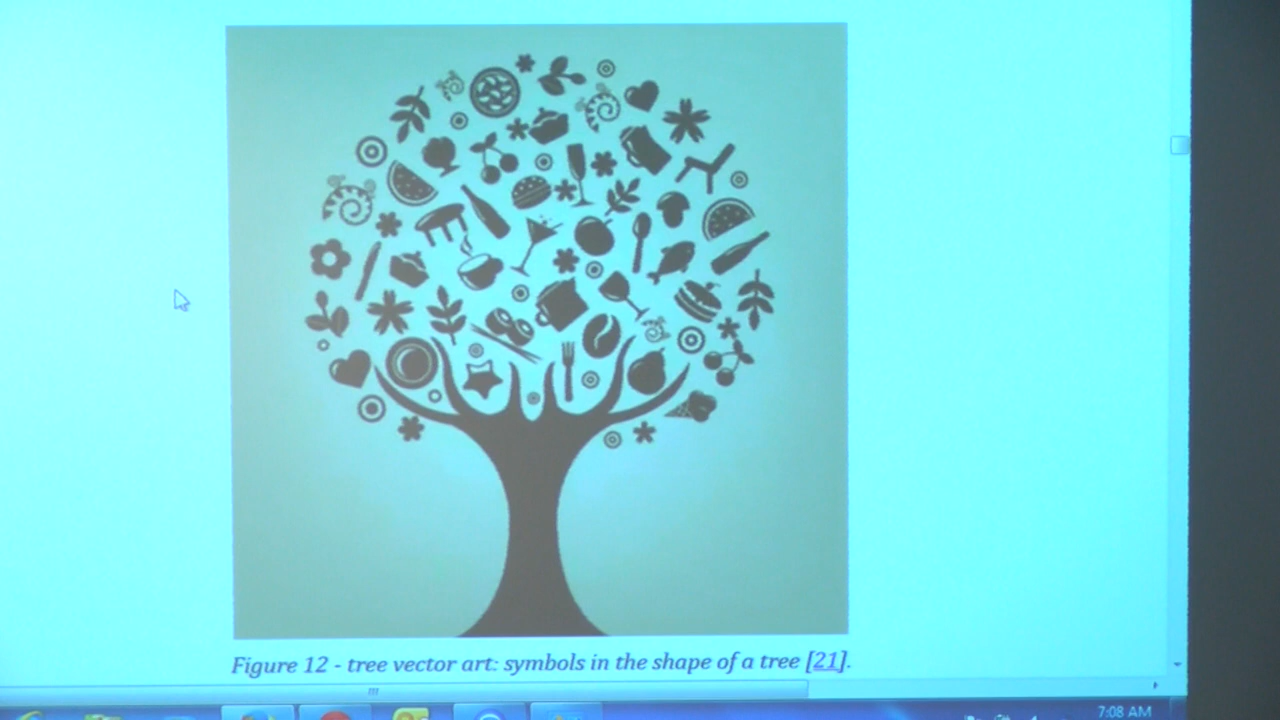 Figure 12 - tree vector art: symbols in the shape of a tree [21].
7:08 AM